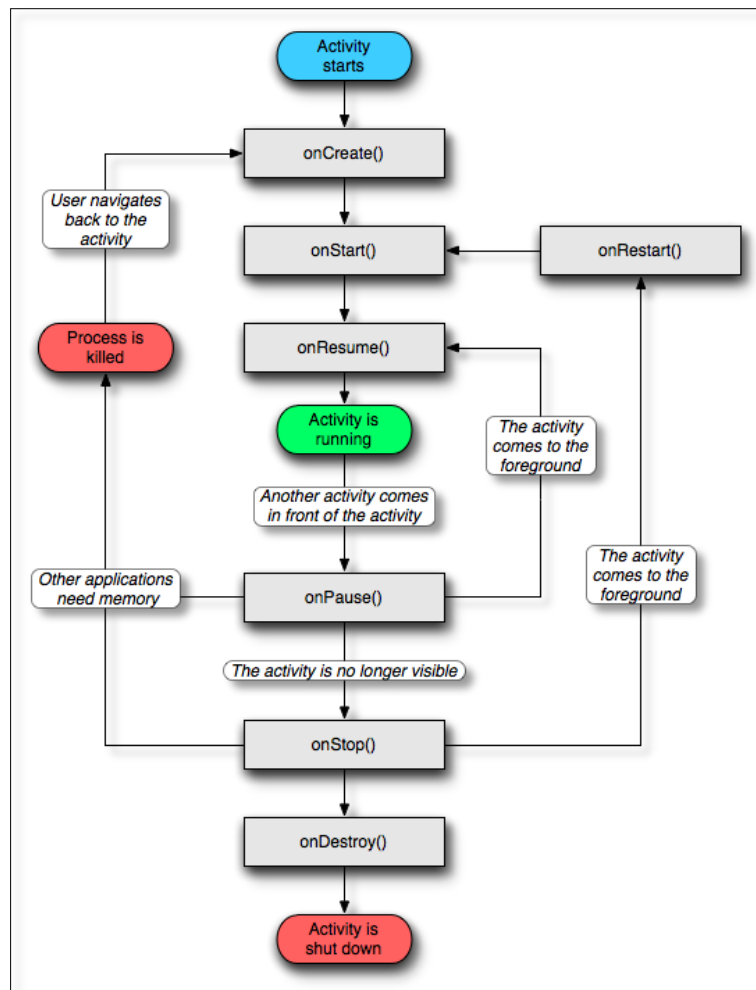 Activity
starts
onCreate()
User navigates
back to the
activity
onStart()
onRestart()
Process is
killed
onResume()
Activity is
running
The activity
comes to the
foreground
Another activity comes
in front of the activity
Other applications
need memory
onPause()
The activity
comes to the
foreground
The activity is no longer visible
onStop()
onDestroy()
Activity is
shut down